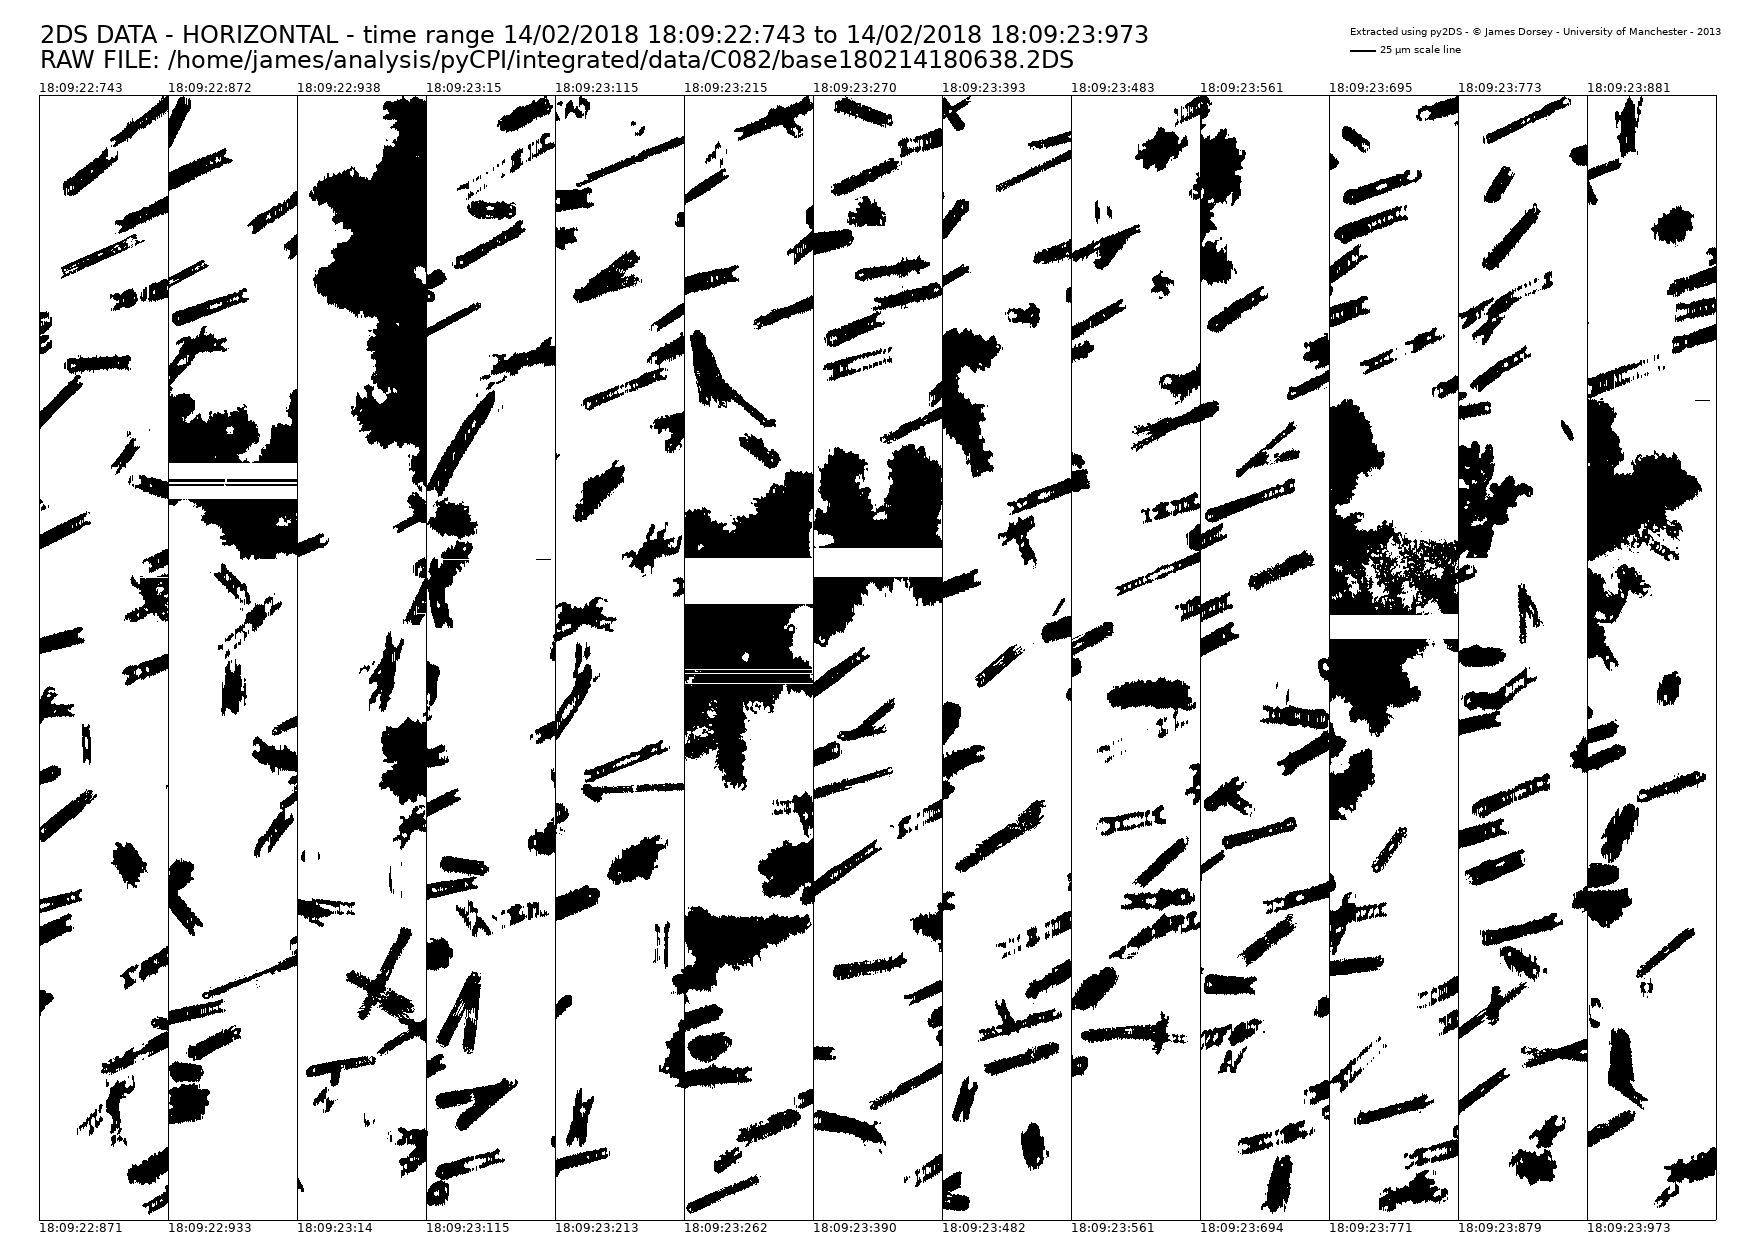 2DS DATA - HORIZONTAL - time range 14/02/2018 18:09:22:743 to 14/02/2018 18:09:23:973
RAW FILE: /home/james/analysis/pyCPI/integrated/data/C082/base180214180638.2DS
Extracted using py2DS - © James Dorsey - University of Manchester - 2013
25 µm scale line
18:09:22:743 18:09:22:872 18:09:22:938 18:09:23:15 18:09:23:115 18:09:23:215 18:09:23:270 18:09:23:393 18:09:23:483 18:09:23:561 18:09:23:695 18:09:23:773 18:09:23:881
18:09:22:871 18:09:22:933 18:09:23:14 18:09:23:115 18:09:23:213 18:09:23:262 18:09:23:390 18:09:23:482 18:09:23:561 18:09:23:694 18:09:23:771 18:09:23:879 18:09:23:973